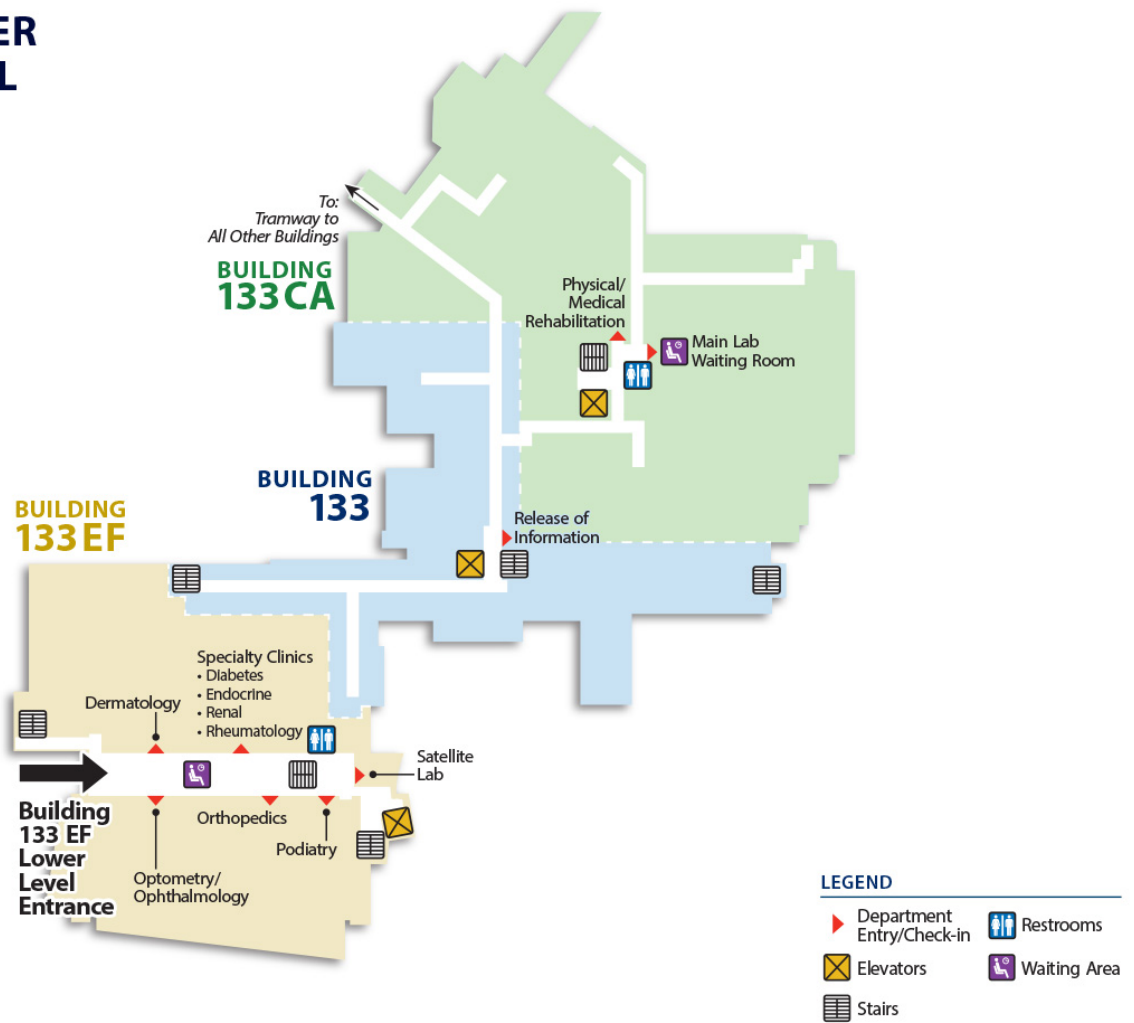 ER
L
To:
Tramway to
All Other Buildings
BUILDING
133 CA
Physical/
Medical
Rehabilitation
Main Lab
Waiting Room
BUILDING
133
BUILDING
133 EF
Release of
Information
Specialty Clinics
• Diabetes
• Endocrine
• Renal
• Rheumatology
Dermatology
Satellite
Lab
Building
133 EF
Lower
Level
Entrance
Orthopedics
Podiatry
Optometry/
Ophthalmology
LEGEND
Department
Entry/Check-in
Restrooms
Elevators
Waiting Area
Stairs